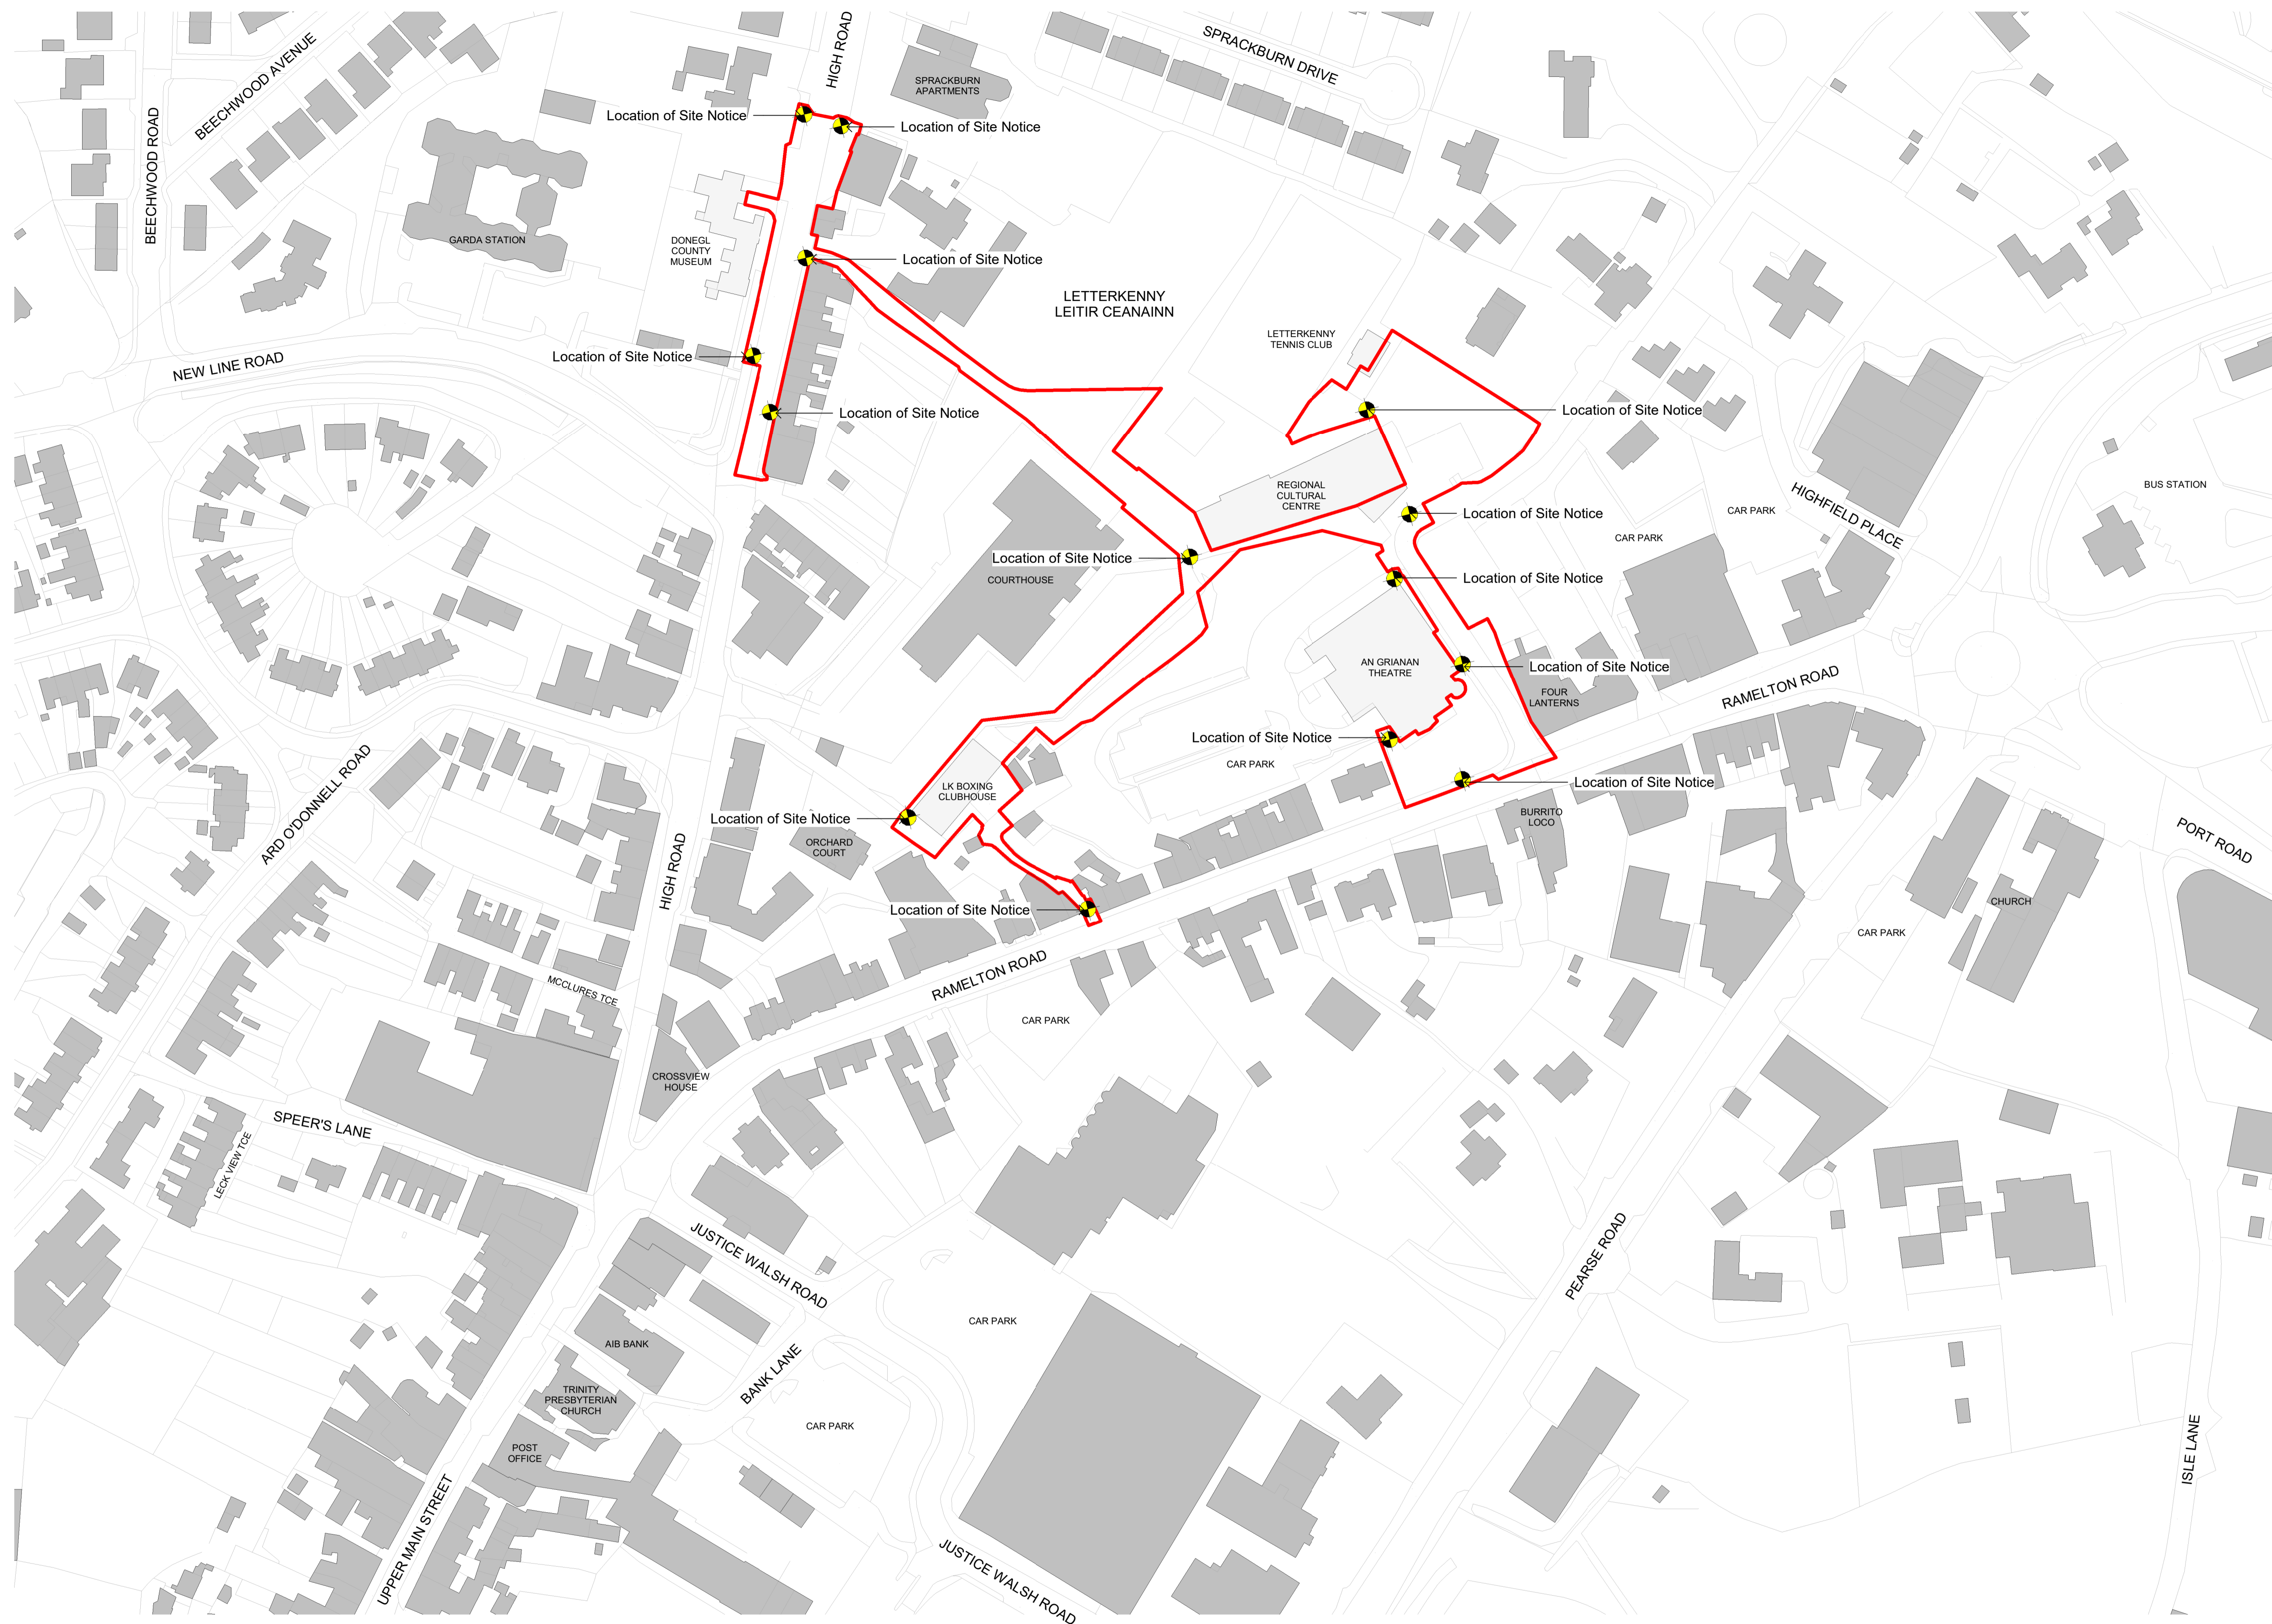 HIGH ROAD
SPRACKBURN DRIVE
BEECHWOOD AVENUE
SPRACKBURN
APARTMENTS
Location of Site Notice
Location of Site Notice
BEECHWOOD ROAD
GARDA STATION
DONEGL
COUNTY
MUSEUM
Location of Site Notice
LETTERKENNY
LEITIR CEANAINN
LETTERKENNY
TENNIS CLUB
Location of Site Notice
NEW LINE ROAD
Location of Site Notice
Location of Site Notice
REGIONAL
CULTURAL
CENTRE
BUS STATION
HIGHFIELD PLACE
CAR PARK
Location of Site Notice
CAR PARK
Location of Site Notice
COURTHOUSE
Location of Site Notice
AN GRIANAN
THEATRE
Location of Site Notice
FOUR
LANTERNS
RAMELTON ROAD
Location of Site Notice
CAR PARK
Location of Site Notice
LK BOXING
CLUBHOUSE
ARD O'DONNELL ROAD
Location of Site Notice
BURRITO
LOCO
PORT ROAD
ORCHARD
COURT
HIGH ROAD
Location of Site Notice
CHURCH
CAR PARK
RAMELTON ROAD
MCCLURES TCE
CAR PARK
CROSSVIEW
HOUSE
SPEER'S LANE
LECK VIEW TCE
JUSTICE WALSH ROAD
PEARSE ROAD
CAR PARK
AIB BANK
BANK LANE
TRINITY
PRESBYTERIAN
CHURCH
CAR PARK
POST
OFFICE
ISLE LANE
UPPER MAIN STREET
JUSTICE WALSH ROAD